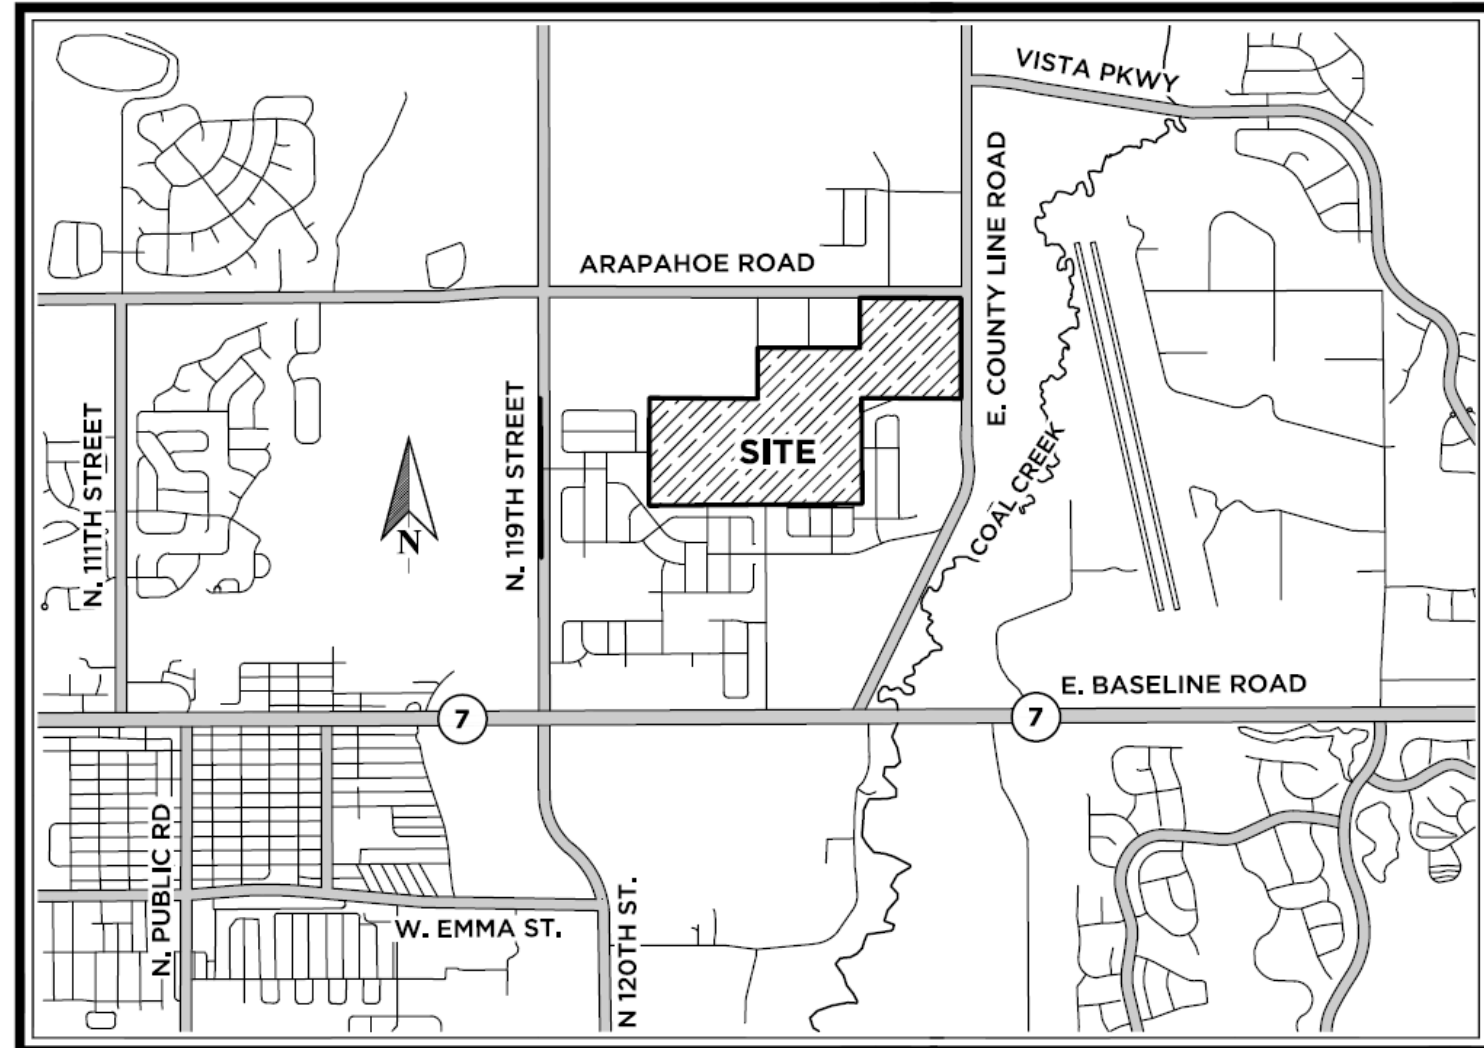 VISTA PKWY
ARAPAHOE ROAD
E. COUNTY LINE ROAD
N. 111TH STREET
N. 119TH STREET
SITE
COAL CREEK
N
E. BASELINE ROAD
7
7
N. PUBLIC RD
W. EMMA ST.
N 120TH ST.